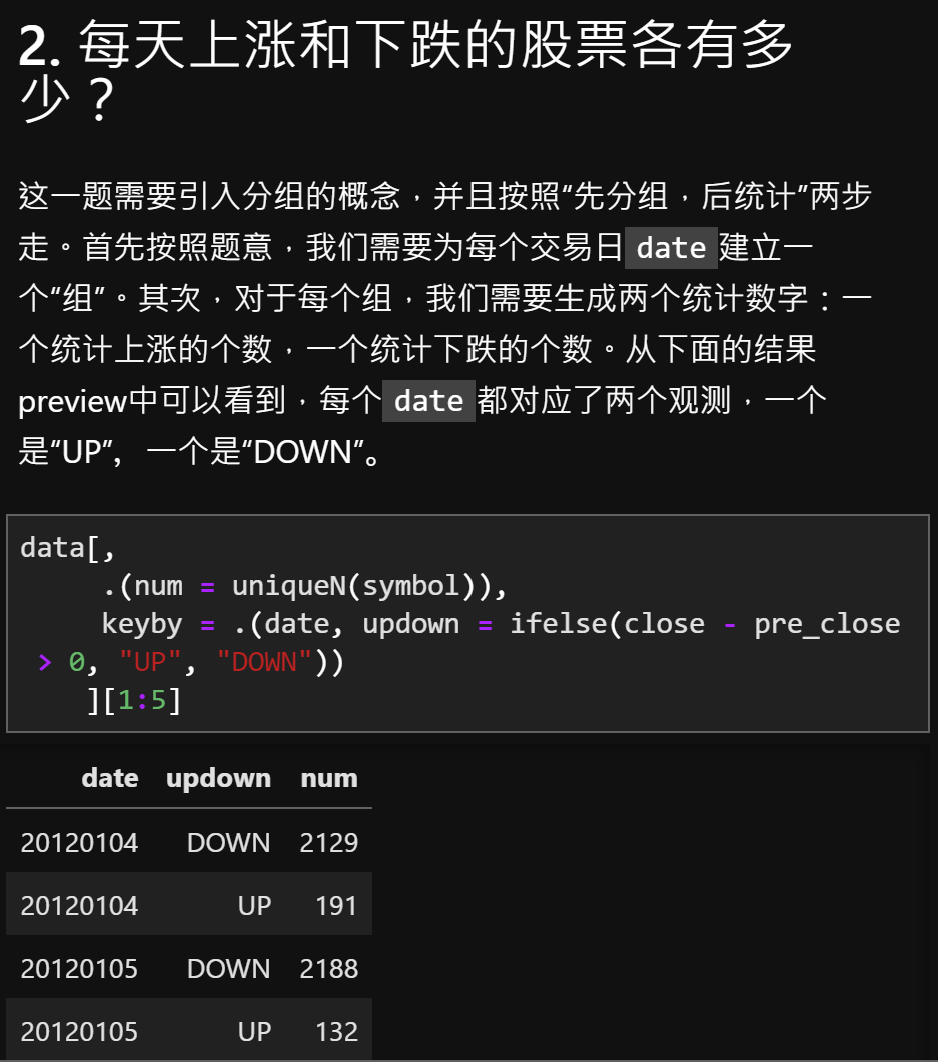 2. 每天上涨和下跌的股票各有多
少？
这一题需要引入分组的概念，并且按照“先分组，后统计”两步
走。首先按照题意，我们需要为每个交易日 date 建立一
个“组”。其次，对于每个组，我们需要生成两个统计数字：一
个统计上涨的个数，一个统计下跌的个数。从下面的结果
preview中可以看到，每个 date 都对应了两个观测，一个
是“UP”，一个是“DOWN”。
data[,
.(num = uniqueN(symbol)),
keyby = .(date, updown = ifelse(close - pre_close
> 0, "UP", "DOWN"))
][1:5]
date updown num
20120104 DOWN 2129
20120104 UP 191
20120105 DOWN 2188
20120105 UP 132